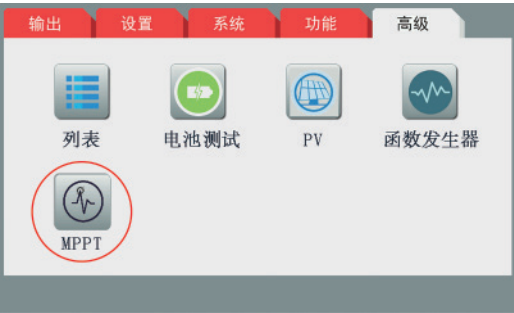 输出 设置 系统 功能 高级
列表 电池测试 PV 函数发生器
MPPT